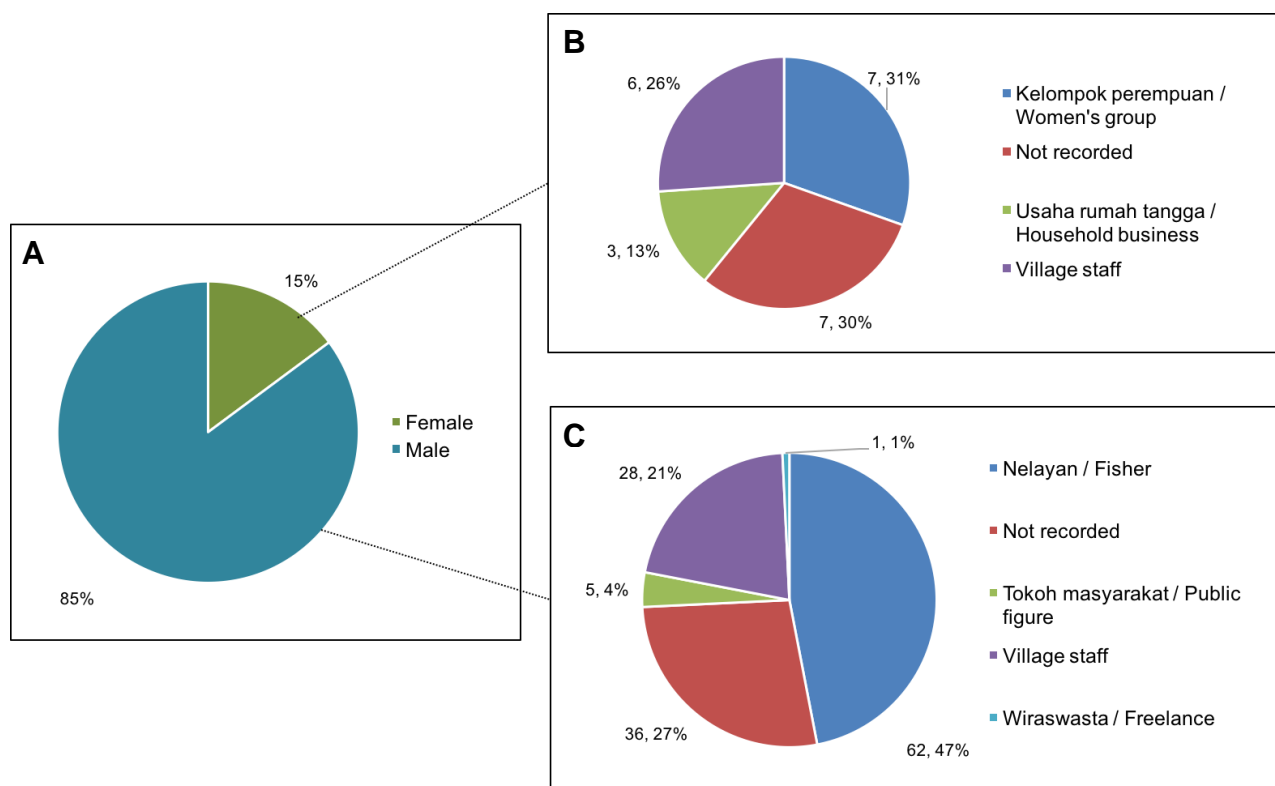 A
15%
85%
Female
Male
B
6, 26%
7, 31%
3, 13%
7, 30%
Kelompok perempuan /
Women's group
Not recorded
Usaha rumah tangga /
Household business
Village staff
C
1, 1%
28, 21%
5, 4%
36, 27%
62, 47%
Nelayan / Fisher
Not recorded
Tokoh masyarakat / Public
figure
Village staff
Wiraswasta / Freelance